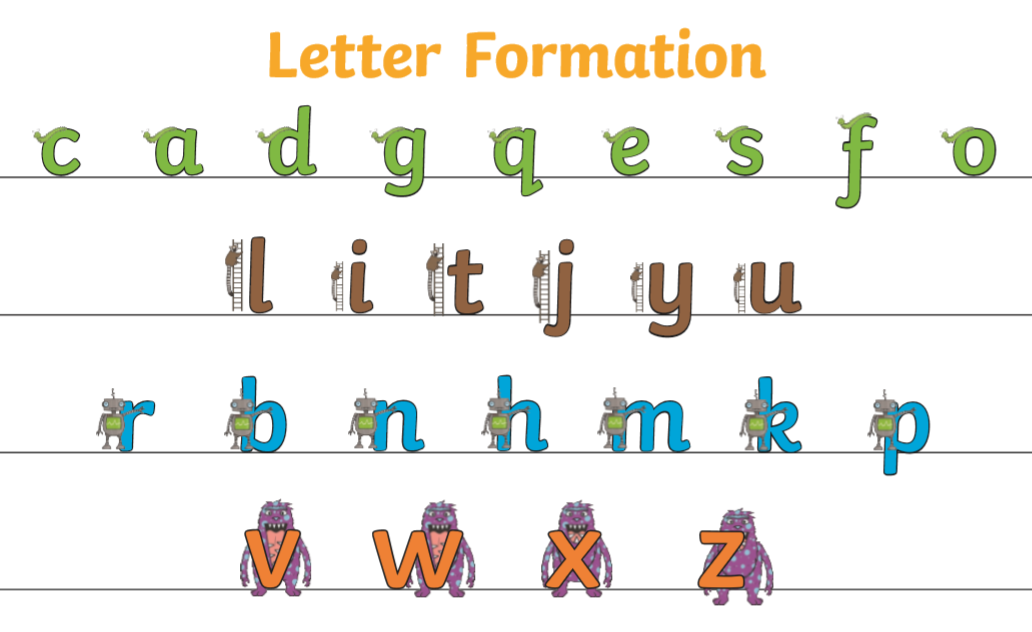 Letter Formation
c a d g q e s f o
l i t j y u
r b n h m k p
v w x z